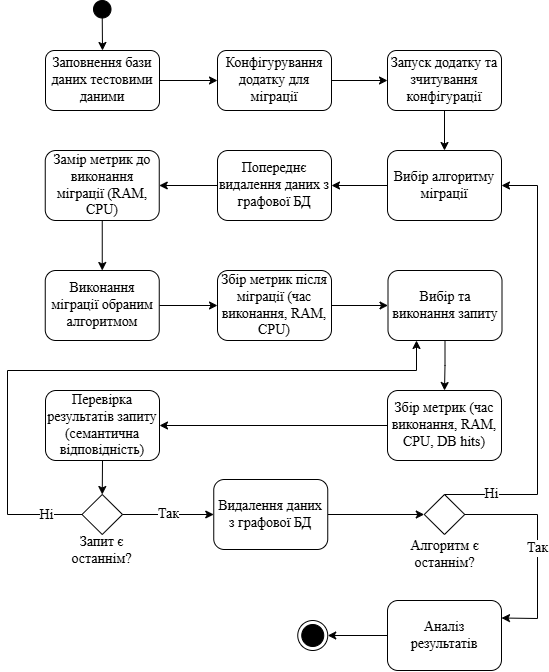 Заповнення бази
даних тестовими
даними
Конфігурування
додатку для
міграції
Запуск додатку та
зчитування
конфігурації
Замір метрик до
виконання
міграції (RAM,
CPU)
Попереднє
видалення даних з
графової БД
Вибір алгоритму
міграції
Виконання
міграції обраним
алгоритмом
Збір метрик після
міграції (час
виконання, RAM,
CPU)
Вибір та
виконання запиту
Перевірка
результатів запиту
(семантична
відповідність)
Збір метрик (час
виконання, RAM,
CPU, DB hits)
Ні
Запит є
останнім?
Так
Видалення даних
з графової БД
Алгоритм є
останнім?
Ні
Так
Аналіз
результатів